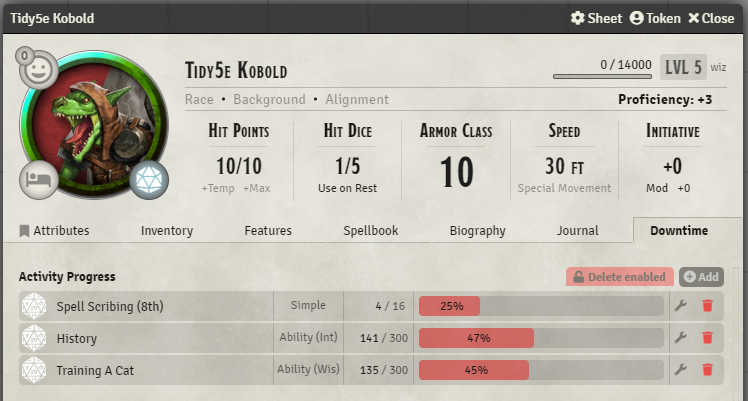 Tidy5e Kobold Sheet Token Close
0
Tidy5e Kobold
0 / 14000 LVL 5 wiz
Race • Background • Alignment Proficiency: +3
Hit Points Hit Dice Armor Class Speed Initiative
10/10 1/5 10 30 FT +0
+Temp +Max Use on Rest Special Movement Mod +0
Attributes Inventory Features Spellbook Biography Journal Downtime
Activity Progress Delete enabled Add
Spell Scribing (8th) Simple 4 / 16 25%
History Ability (Int) 141 / 300 47%
Training A Cat Ability (Wis) 135 / 300 45%